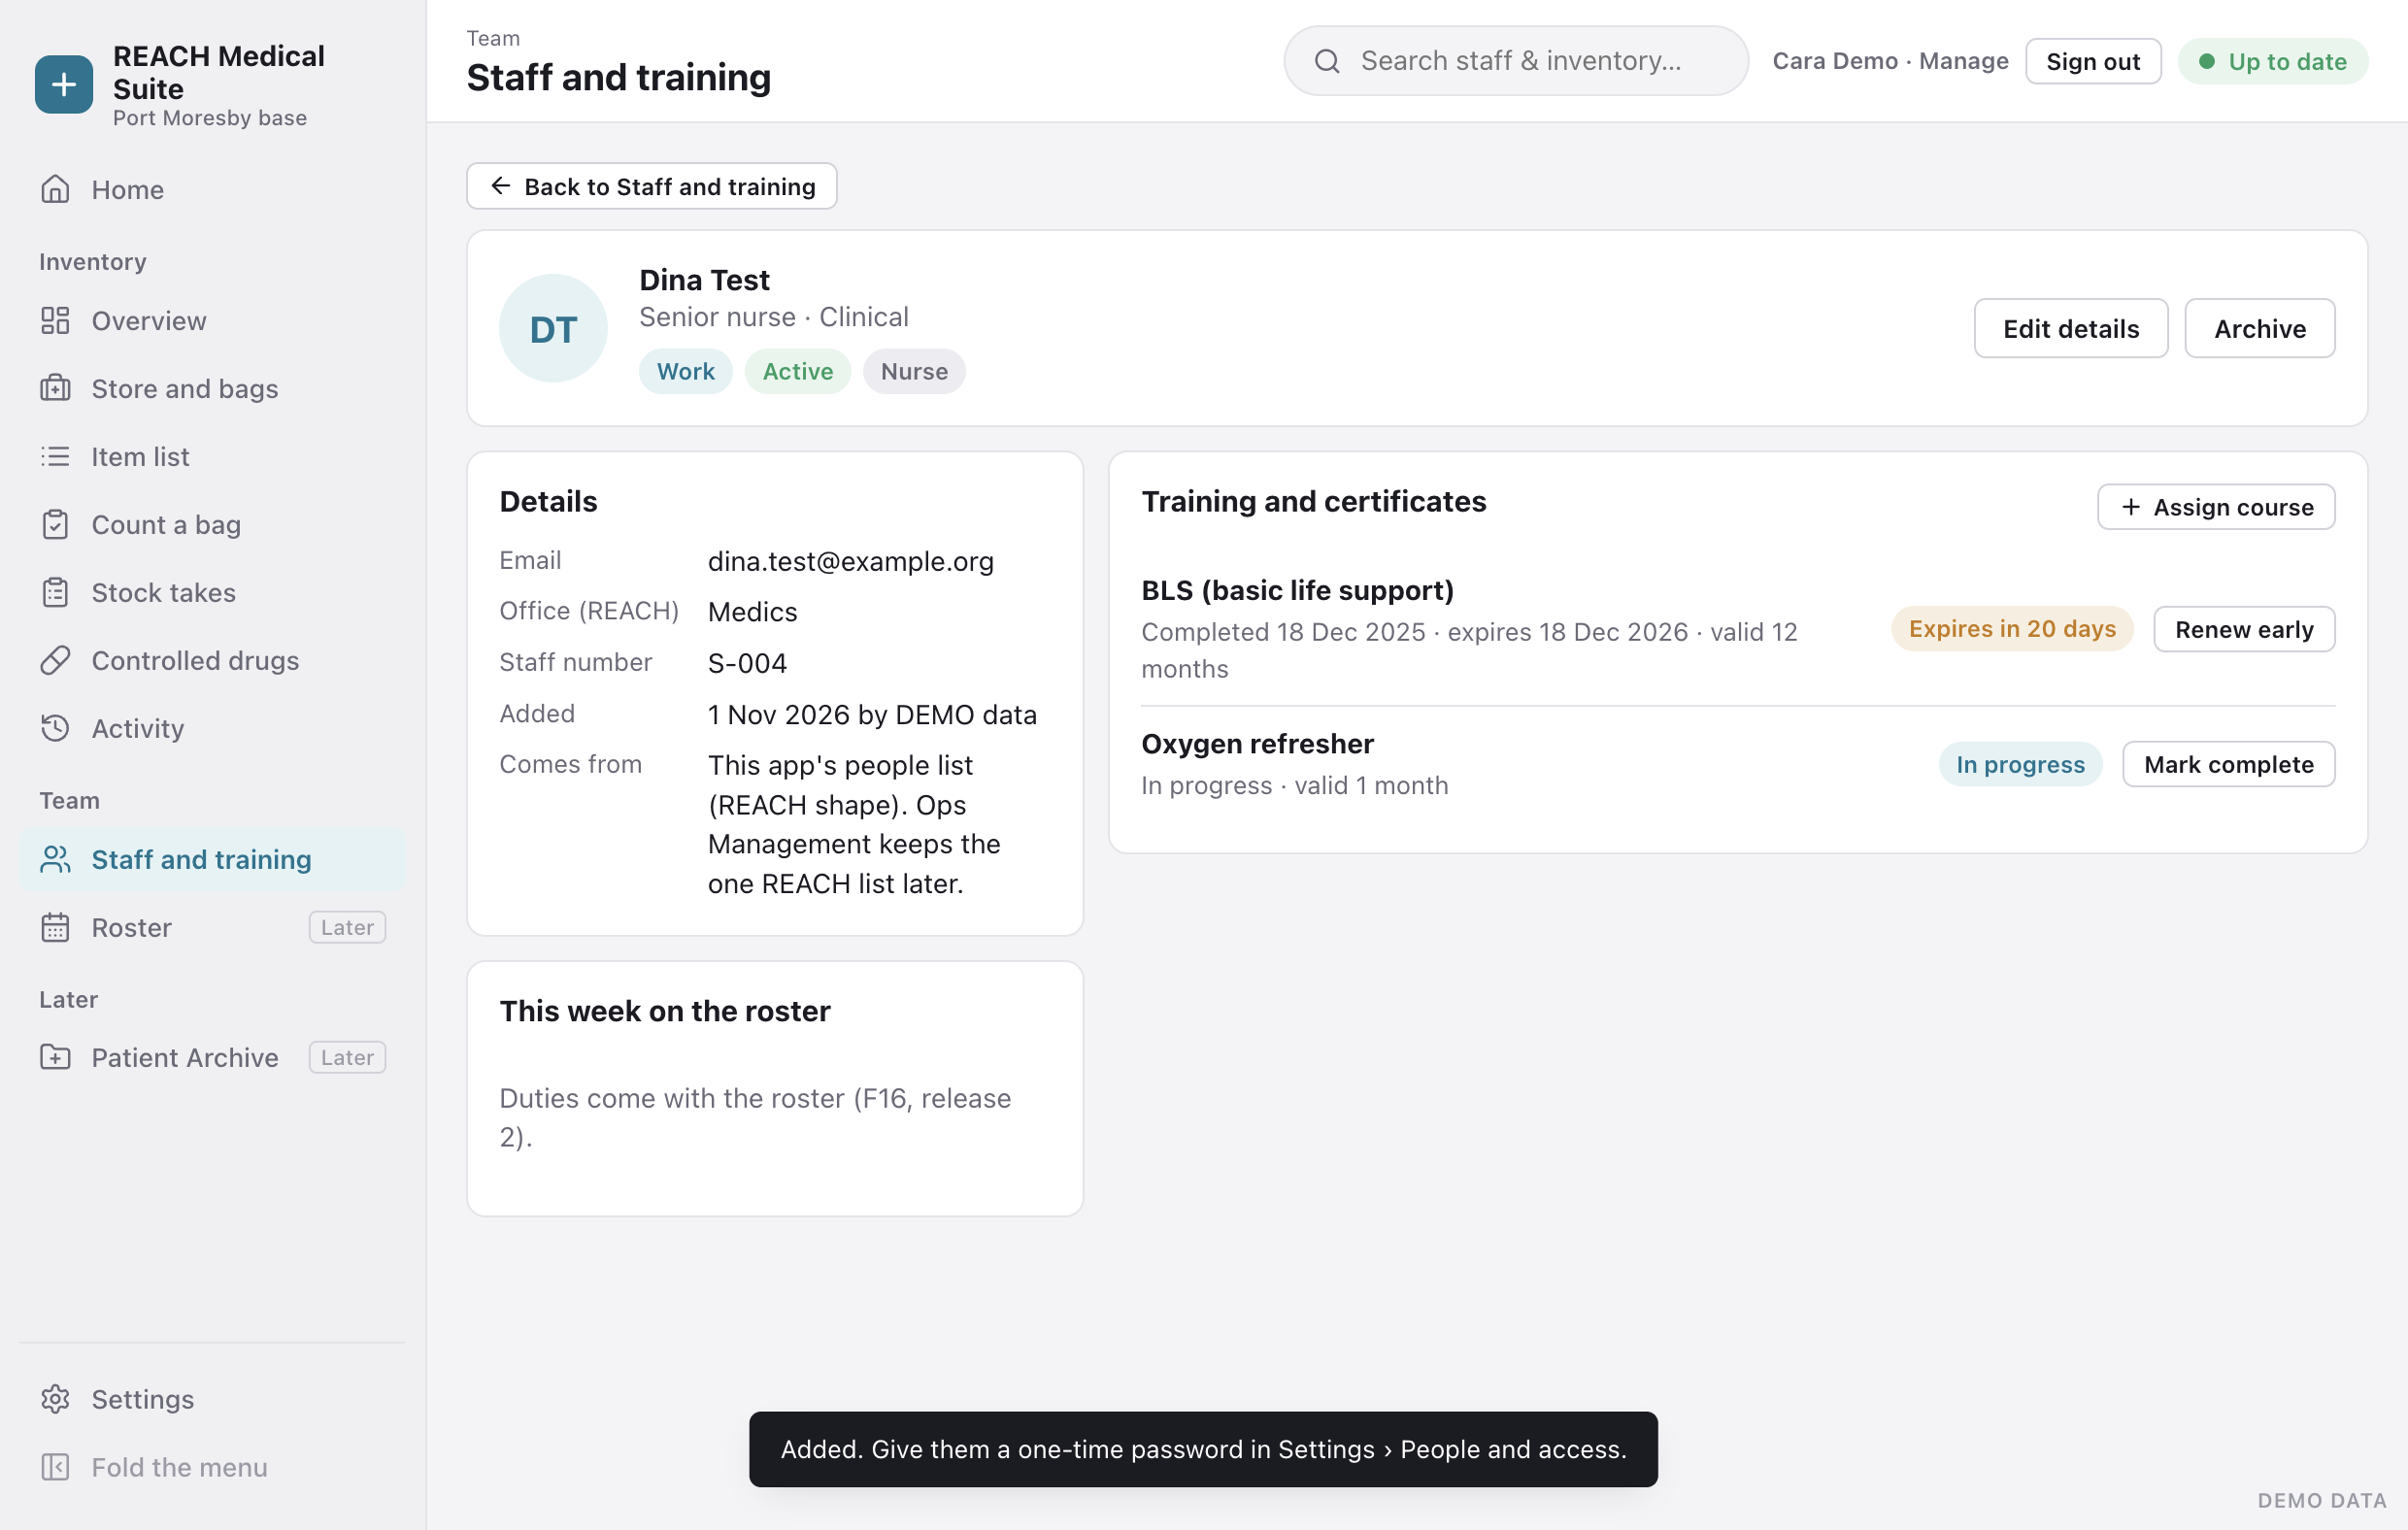 REACH Medical
Suite
Port Moresby base
Home
Inventory
Overview
Store and bags
Item list
Count a bag
Stock takes
Controlled drugs
Activity
Team
Staff and training
Roster
Later
Later
Patient Archive
Later
Settings
Fold the menu
Team
Staff and training
Search staff & inventory...
Cara Demo · Manage
Sign out
Up to date
Back to Staff and training
DT
Dina Test
Senior nurse · Clinical
Work
Active
Nurse
Edit details
Archive
Details
Email
dina.test@example.org
Office (REACH)
Medics
Staff number
S-004
Added
1 Nov 2026 by DEMO data
Comes from
This app's people list
(REACH shape). Ops
Management keeps the
one REACH list later.
This week on the roster
Duties come with the roster (F16, release
2).
Training and certificates
+ Assign course
BLS (basic life support)
Completed 18 Dec 2025 · expires 18 Dec 2026 · valid 12
months
Expires in 20 days
Renew early
Oxygen refresher
In progress · valid 1 month
In progress
Mark complete
Added. Give them a one-time password in Settings › People and access.
DEMO DATA